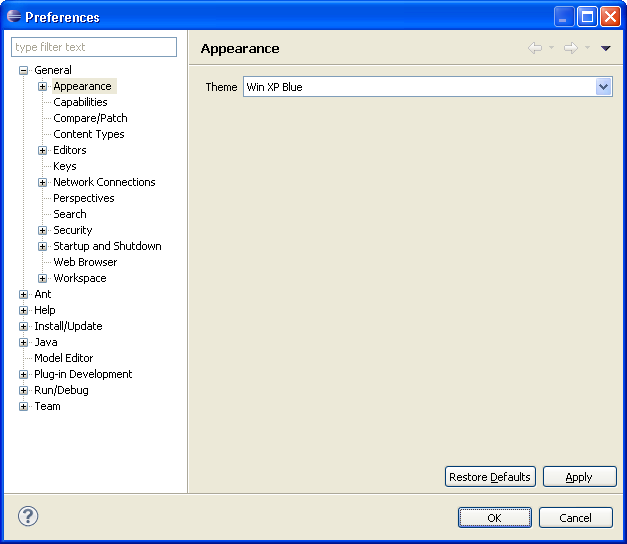 Preferences
type filter text
General
Appearance
Capabilities
Compare/Patch
Content Types
Editors
Keys
Network Connections
Perspectives
Search
Security
Startup and Shutdown
Web Browser
Workspace
Ant
Help
Install/Update
Java
Model Editor
Plug-in Development
Run/Debug
Team
Appearance
Theme Win XP Blue
Restore Defaults Apply
? OK Cancel